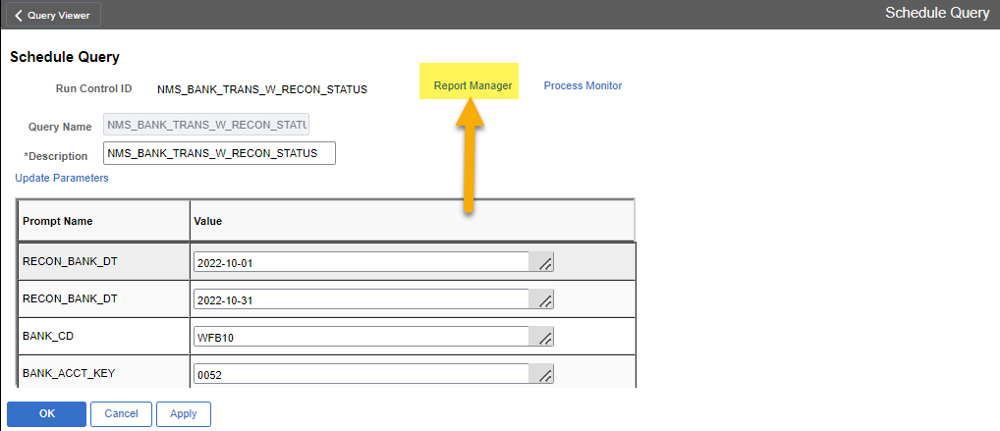 Query Viewer
Schedule Query
Schedule Query
Run Control ID NMS_BANK_TRANS_W_RECON_STATUS Report Manager Process Monitor
Query Name NMS_BANK_TRANS_W_RECON_STATU
*Description NMS_BANK_TRANS_W_RECON_STATUS
Update Parameters
Prompt Name Value
RECON_BANK_DT 2022-10-01
RECON_BANK_DT 2022-10-31
BANK_CD WFB10
BANK_ACCT_KEY 0052
OK Cancel Apply